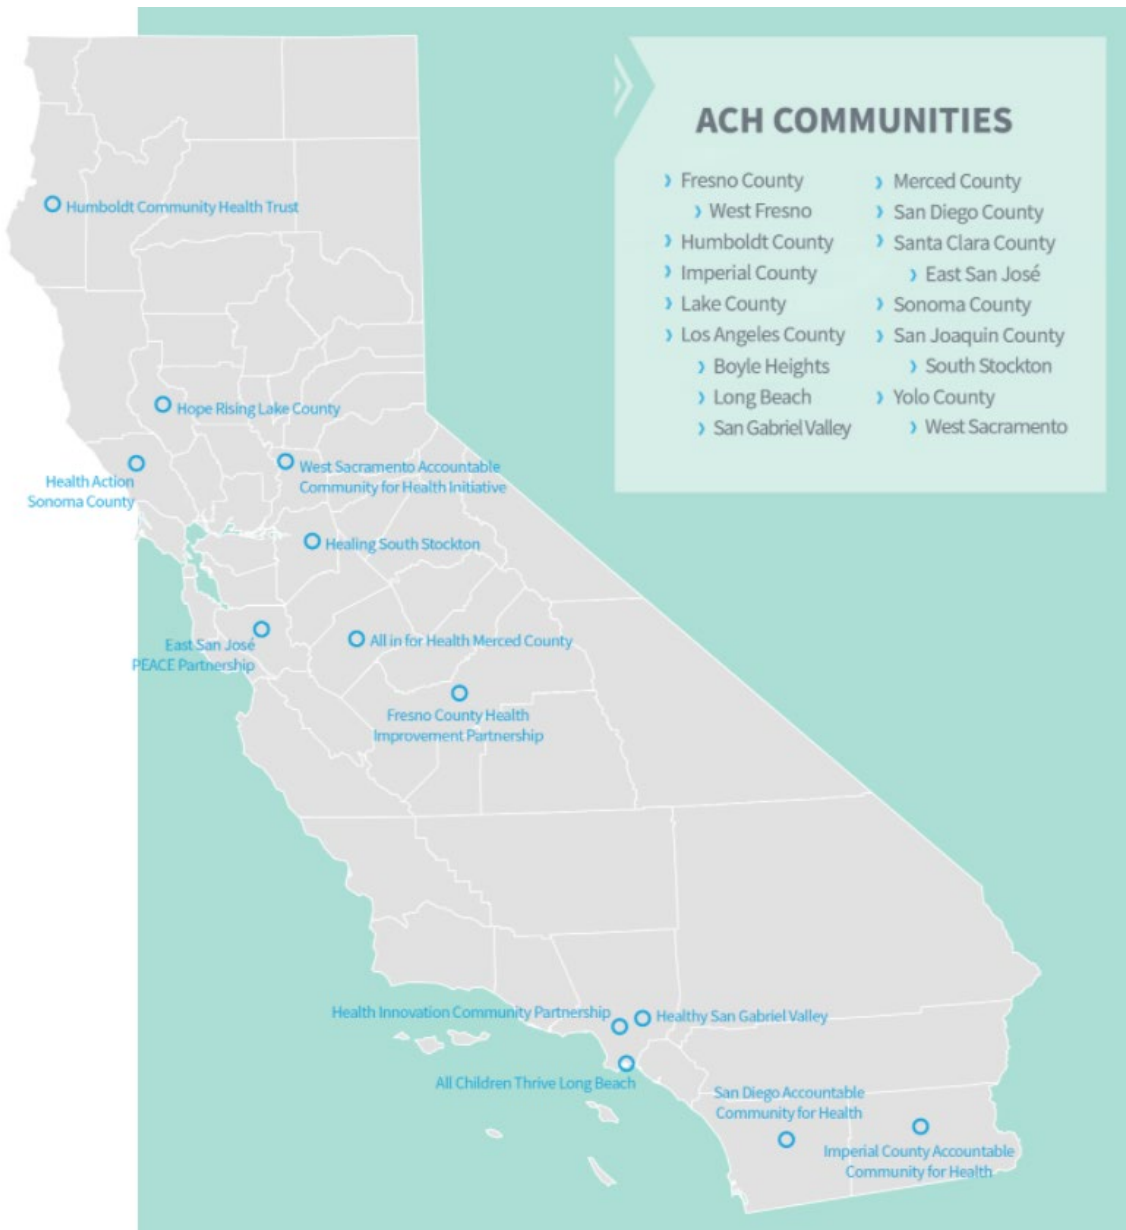 ACH COMMUNITIES
Fresno County
West Fresno
Humboldt County
Imperial County
Lake County
Los Angeles County
Boyle Heights
Long Beach
San Gabriel Valley
Merced County
San Diego County
Santa Clara County
East San José
Sonoma County
San Joaquin County
South Stockton
Yolo County
West Sacramento
Humboldt Community Health Trust
Hope Rising Lake County
Health Action
Sonoma County
West Sacramento Accountable
Community for Health Initiative
Healing South Stockton
East San José
PEACE Partnership
All in for Health Merced County
Fresno County Health
Improvement Partnership
Health Innovation Community Partnership
Healthy San Gabriel Valley
All Children Thrive Long Beach
San Diego Accountable
Community for Health
Imperial County Accountable
Community for Health